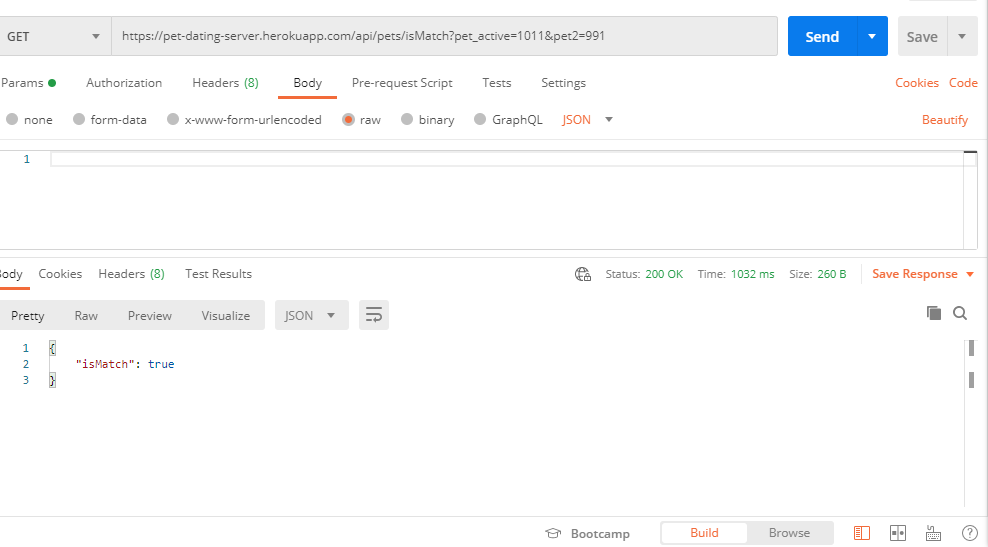 GET https://pet-dating-server.herokuapp.com/api/pets/isMatch?pet_active=1011&pet2=991 Send Save
Params Authorization Headers (8) Body Pre-request Script Tests Settings Cookies Code
none form-data x-www-form-urlencoded raw binary GraphQL JSON Beautify
1
Body Cookies Headers (8) Test Results Status: 200 OK Time: 1032 ms Size: 260 B Save Response
Pretty Raw Preview Visualize JSON
1 {
2 "isMatch": true
3 }
Bootcamp Build Browse ?